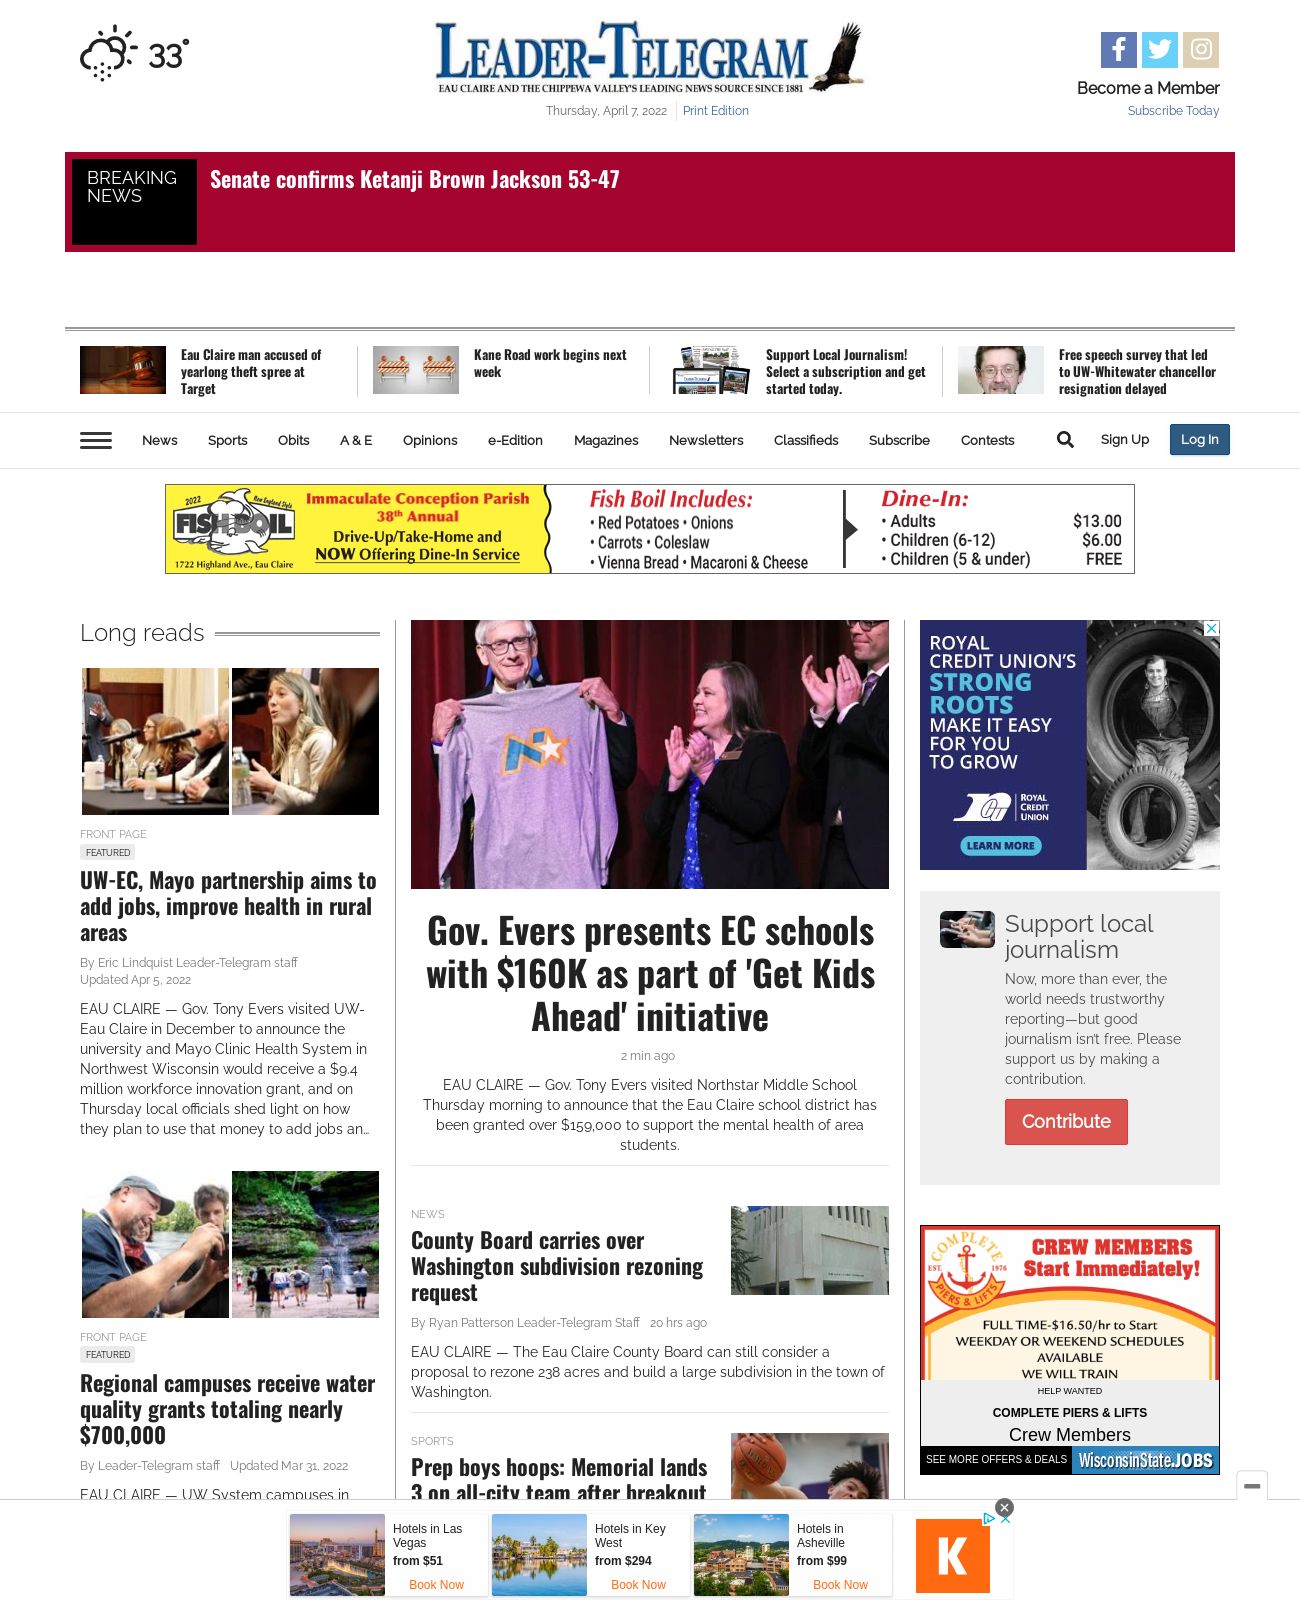 33°
LEADER-TELEGRAM
EAU CLAIRE AND THE CHIPPEWA VALLEY'S LEADING NEWS SOURCE SINCE 1881
Thursday, April 7, 2022 Print Edition
Become a Member
Subscribe Today
BREAKING
NEWS
Senate confirms Ketanji Brown Jackson 53-47
Eau Claire man accused of
yearlong theft spree at
Target
Kane Road work begins next
week
Support Local Journalism!
Select a subscription and get
started today.
Free speech survey that led
to UW-Whitewater chancellor
resignation delayed
News Sports Obits A & E Opinions e-Edition Magazines Newsletters Classifieds Subscribe Contests Sign Up Log In
2022 New England Style
FISH BOIL
1722 Highland Ave., Eau Claire
Immaculate Conception Parish
38th Annual
Drive-Up/Take-Home and
NOW Offering Dine-In Service
Fish Boil Includes:
• Red Potatoes • Onions
• Carrots • Coleslaw
• Vienna Bread • Macaroni & Cheese
Dine-In:
• Adults $13.00
• Children (6-12) $6.00
• Children (5 & under) FREE
Long reads
FRONT PAGE
FEATURED
UW-EC, Mayo partnership aims to
add jobs, improve health in rural
areas
By Eric Lindquist Leader-Telegram staff
Updated Apr 5, 2022
EAU CLAIRE — Gov. Tony Evers visited UW-
Eau Claire in December to announce the
university and Mayo Clinic Health System in
Northwest Wisconsin would receive a $9.4
million workforce innovation grant, and on
Thursday local officials shed light on how
they plan to use that money to add jobs an…
FRONT PAGE
FEATURED
Regional campuses receive water
quality grants totaling nearly
$700,000
By Leader-Telegram staff Updated Mar 31, 2022
EAU CLAIRE — UW System campuses in
N
Gov. Evers presents EC schools
with $160K as part of 'Get Kids
Ahead' initiative
2 min ago
EAU CLAIRE — Gov. Tony Evers visited Northstar Middle School
Thursday morning to announce that the Eau Claire school district has
been granted over $159,000 to support the mental health of area
students.
NEWS
County Board carries over
Washington subdivision rezoning
request
By Ryan Patterson Leader-Telegram Staff 20 hrs ago
EAU CLAIRE — The Eau Claire County Board can still consider a
proposal to rezone 238 acres and build a large subdivision in the town of
Washington.
SPORTS
Prep boys hoops: Memorial lands
3 on all-city team after breakout
ROYAL
CREDIT UNION'S
STRONG
ROOTS
MAKE IT EASY
FOR YOU
TO GROW
ROYAL
CREDIT
UNION
LEARN MORE
Support local
journalism
Now, more than ever, the
world needs trustworthy
reporting—but good
journalism isn't free. Please
support us by making a
contribution.
Contribute
COMPLETE
EST. 1976
PIERS & LIFTS
CREW MEMBERS
Start Immediately!
FULL TIME-$16.50/hr to Start
WEEKDAY OR WEEKEND SCHEDULES
AVAILABLE
WE WILL TRAIN
HELP WANTED
COMPLETE PIERS & LIFTS
Crew Members
SEE MORE OFFERS & DEALS WisconsinState.JOBS
Hotels in Las
Vegas
from $51
Book Now
Hotels in Key
West
from $294
Book Now
Hotels in
Asheville
from $99
Book Now
K